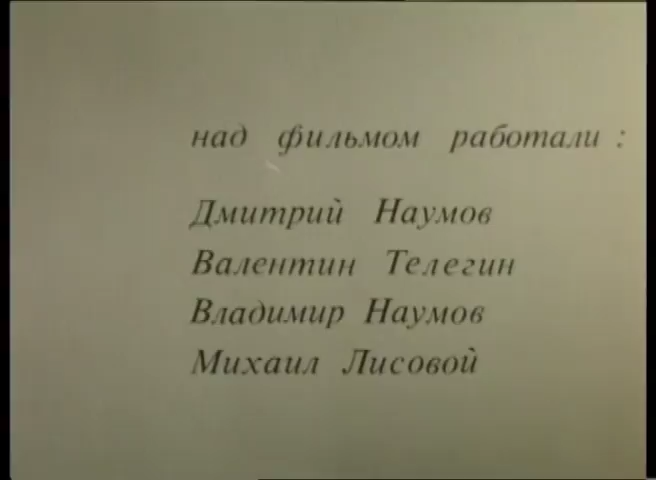 над фильмом работали :
Дмитрий Наумов
Валентин Телегин
Владимир Наумов
Михаил Лисовой